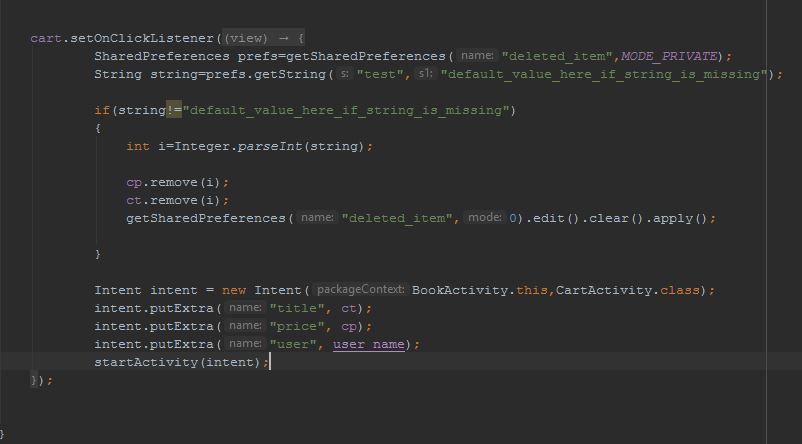 cart.setOnClickListener((view) → {
SharedPreferences prefs=getSharedPreferences( name: "deleted_item",MODE_PRIVATE);
String string=prefs.getString( s: "test", s1: "default_value_here_if_string_is_missing");
if(string!="default_value_here_if_string_is_missing")
{
int i=Integer.parseInt(string);
cp.remove(i);
ct.remove(i);
getSharedPreferences( name: "deleted_item", mode: 0).edit().clear().apply();
}
Intent intent = new Intent( packageContext: BookActivity.this,CartActivity.class);
intent.putExtra( name: "title", ct);
intent.putExtra( name: "price", cp);
intent.putExtra( name: "user", user_name);
startActivity(intent);
});
}